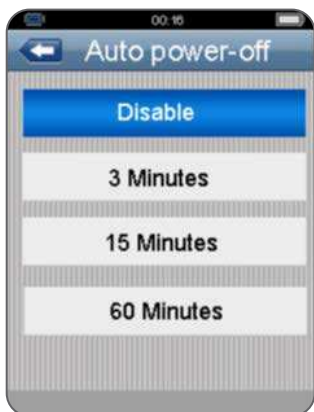 00:16
Auto power-off
Disable
3 Minutes
15 Minutes
60 Minutes